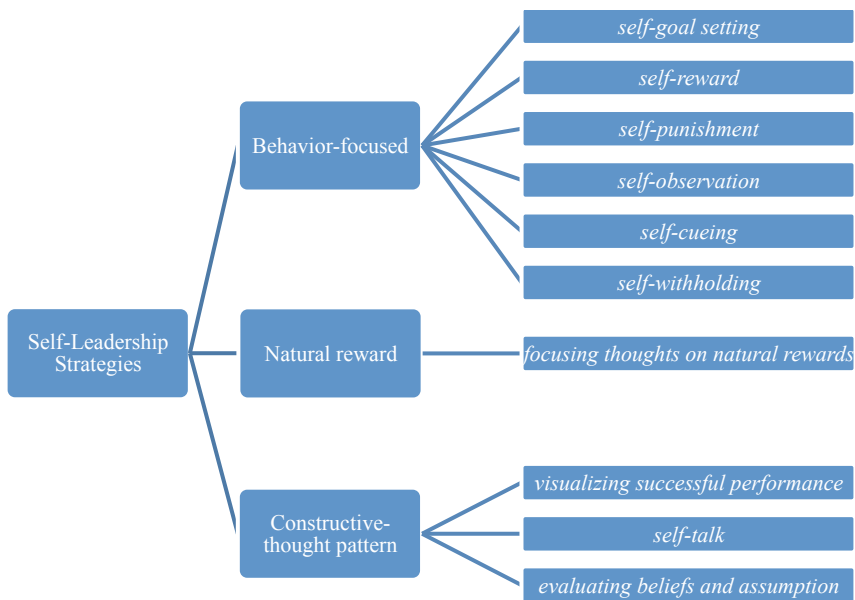 self-goal setting
self-reward
Behavior-focused
self-punishment
self-observation
self-cueing
self-withholding
Self-Leadership
Strategies
Natural reward
focusing thoughts on natural rewards
visualizing successful performance
Constructive-
thought pattern
self-talk
evaluating beliefs and assumption